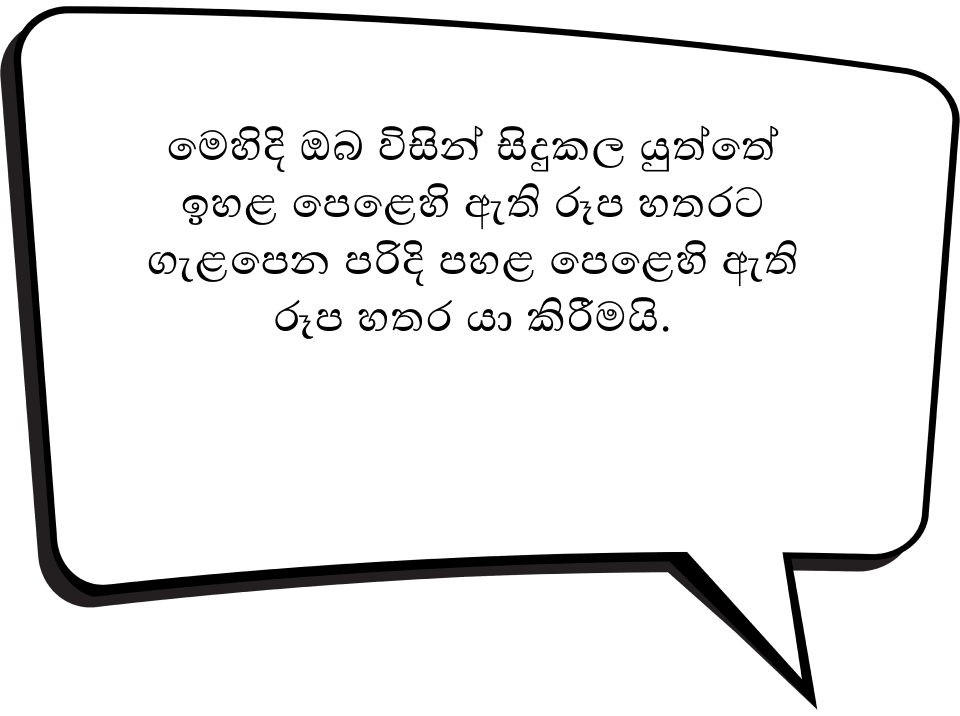 මෙහිදි ඔබ විසින් සිදුකල යුත්තේ
ඉහළ පෙළෙහි ඇති රූප හතරට
ගැළපෙන පරිදි පහළ පෙළෙහි ඇති
රූප හතර යා කිරීමයි.